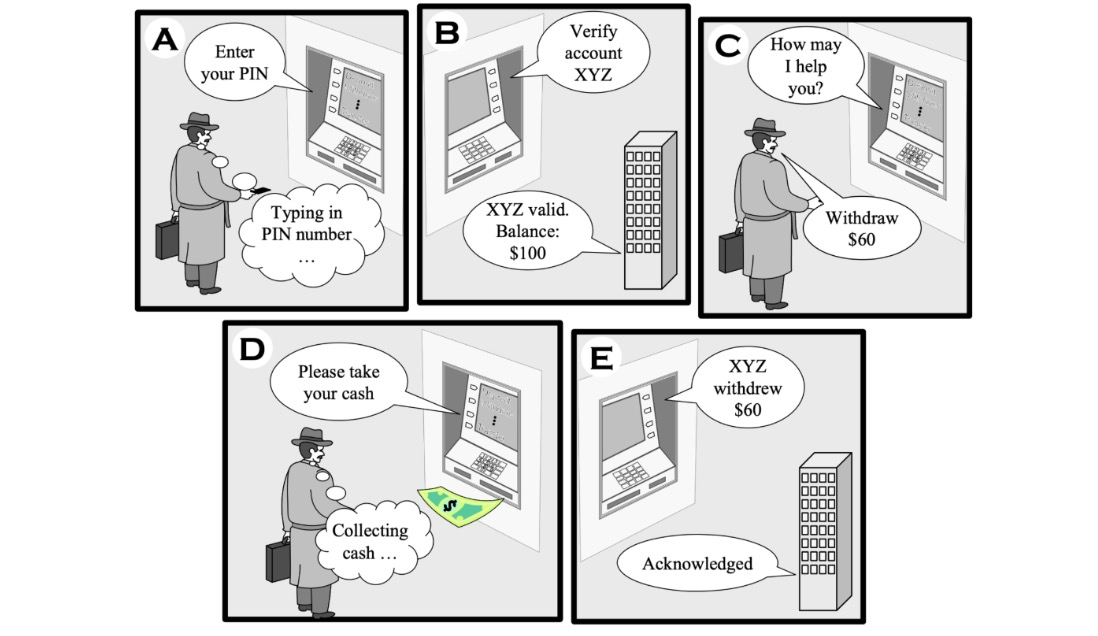 A
Enter
your PIN
Typing in
PIN number
...
B
Verify
account
XYZ
XYZ valid.
Balance:
$100
C
How may
I help
you?
Withdraw
$60
D
Please take
your cash
$
Collecting
cash ...
E
XYZ
withdrew
$60
Acknowledged